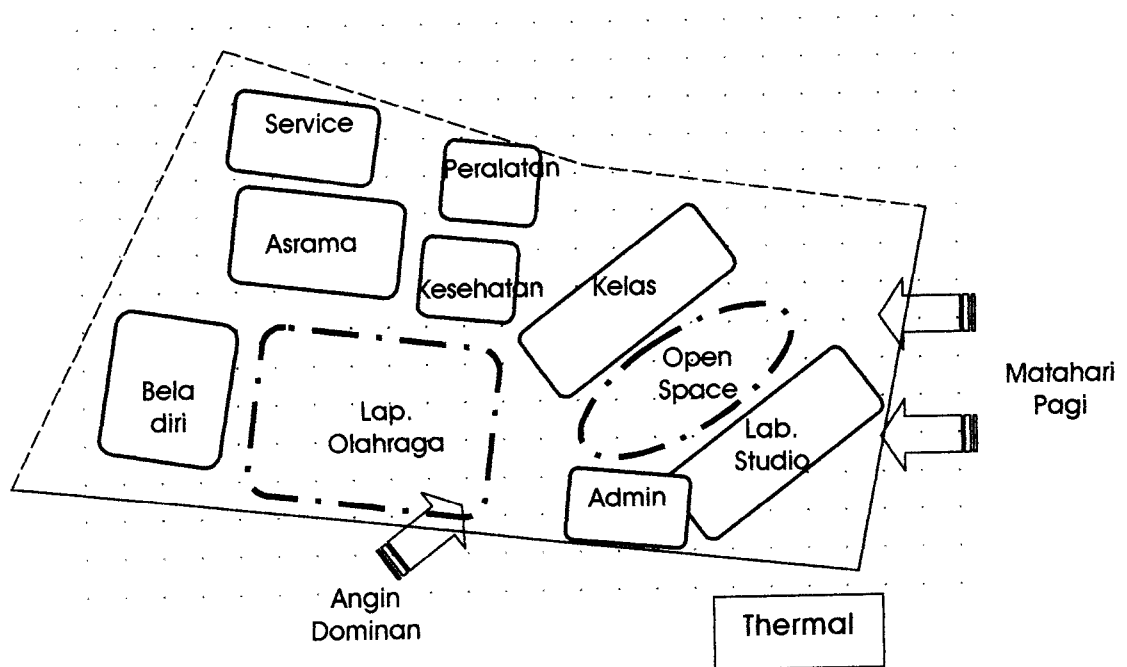 Service
Peralatan
Asrama
Kesehatan
Kelas
Open
Space
Matahari
Pagi
Bela
diri
Lap.
Olahraga
Lab.
Studio
Admin
Angin
Dominan
Thermal